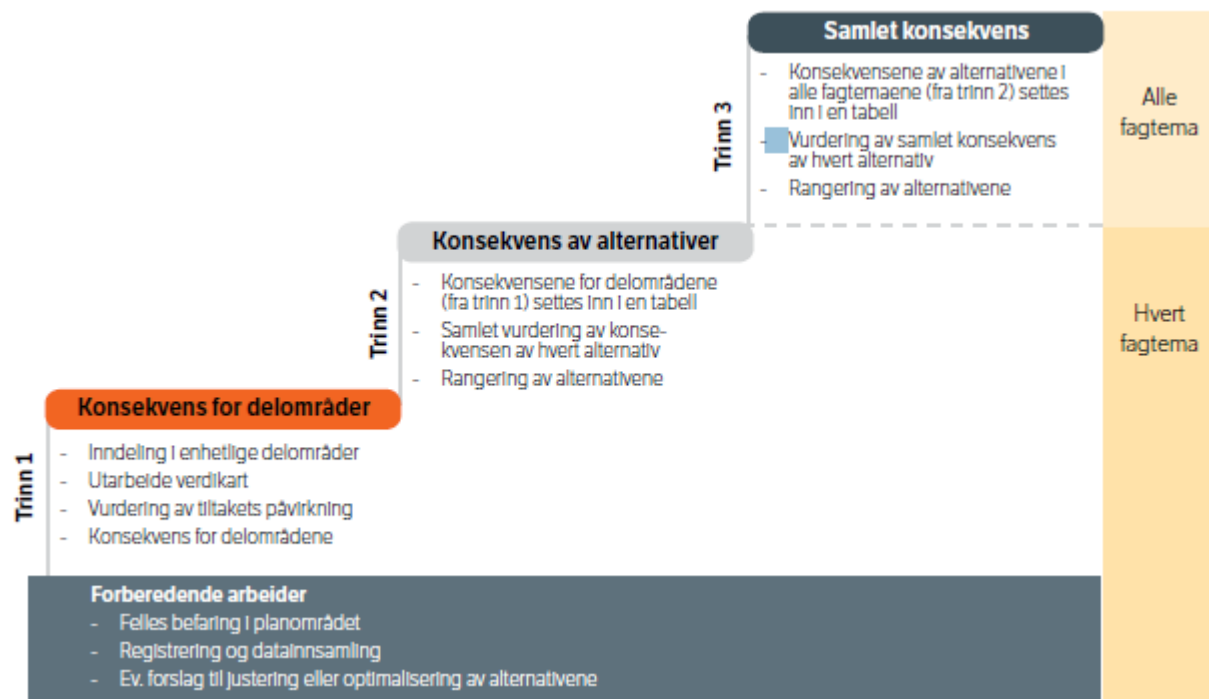 Samlet konsekvens
Trinn 3
- Konsekvensene av alternativene i
alle fagtemaene (fra trinn 2) settes
inn i en tabell
- Vurdering av samlet konsekvens
av hvert alternativ
- Rangering av alternativene
Alle
fagtema
Konsekvens av alternativer
Trinn 2
- Konsekvensene for delområdene
(fra trinn 1) settes inn i en tabell
- Samlet vurdering av konse-
kvensen av hvert alternativ
- Rangering av alternativene
Hvert
fagtema
Konsekvens for delområder
Trinn 1
- Inndeling i enhetlige delområder
- Utarbeide verdikart
- Vurdering av tiltakets påvirkning
- Konsekvens for delområdene
Forberedende arbeider
- Felles befaring i planområdet
- Registrering og datainnsamling
- Ev. forslag til justering eller optimalisering av alternativene